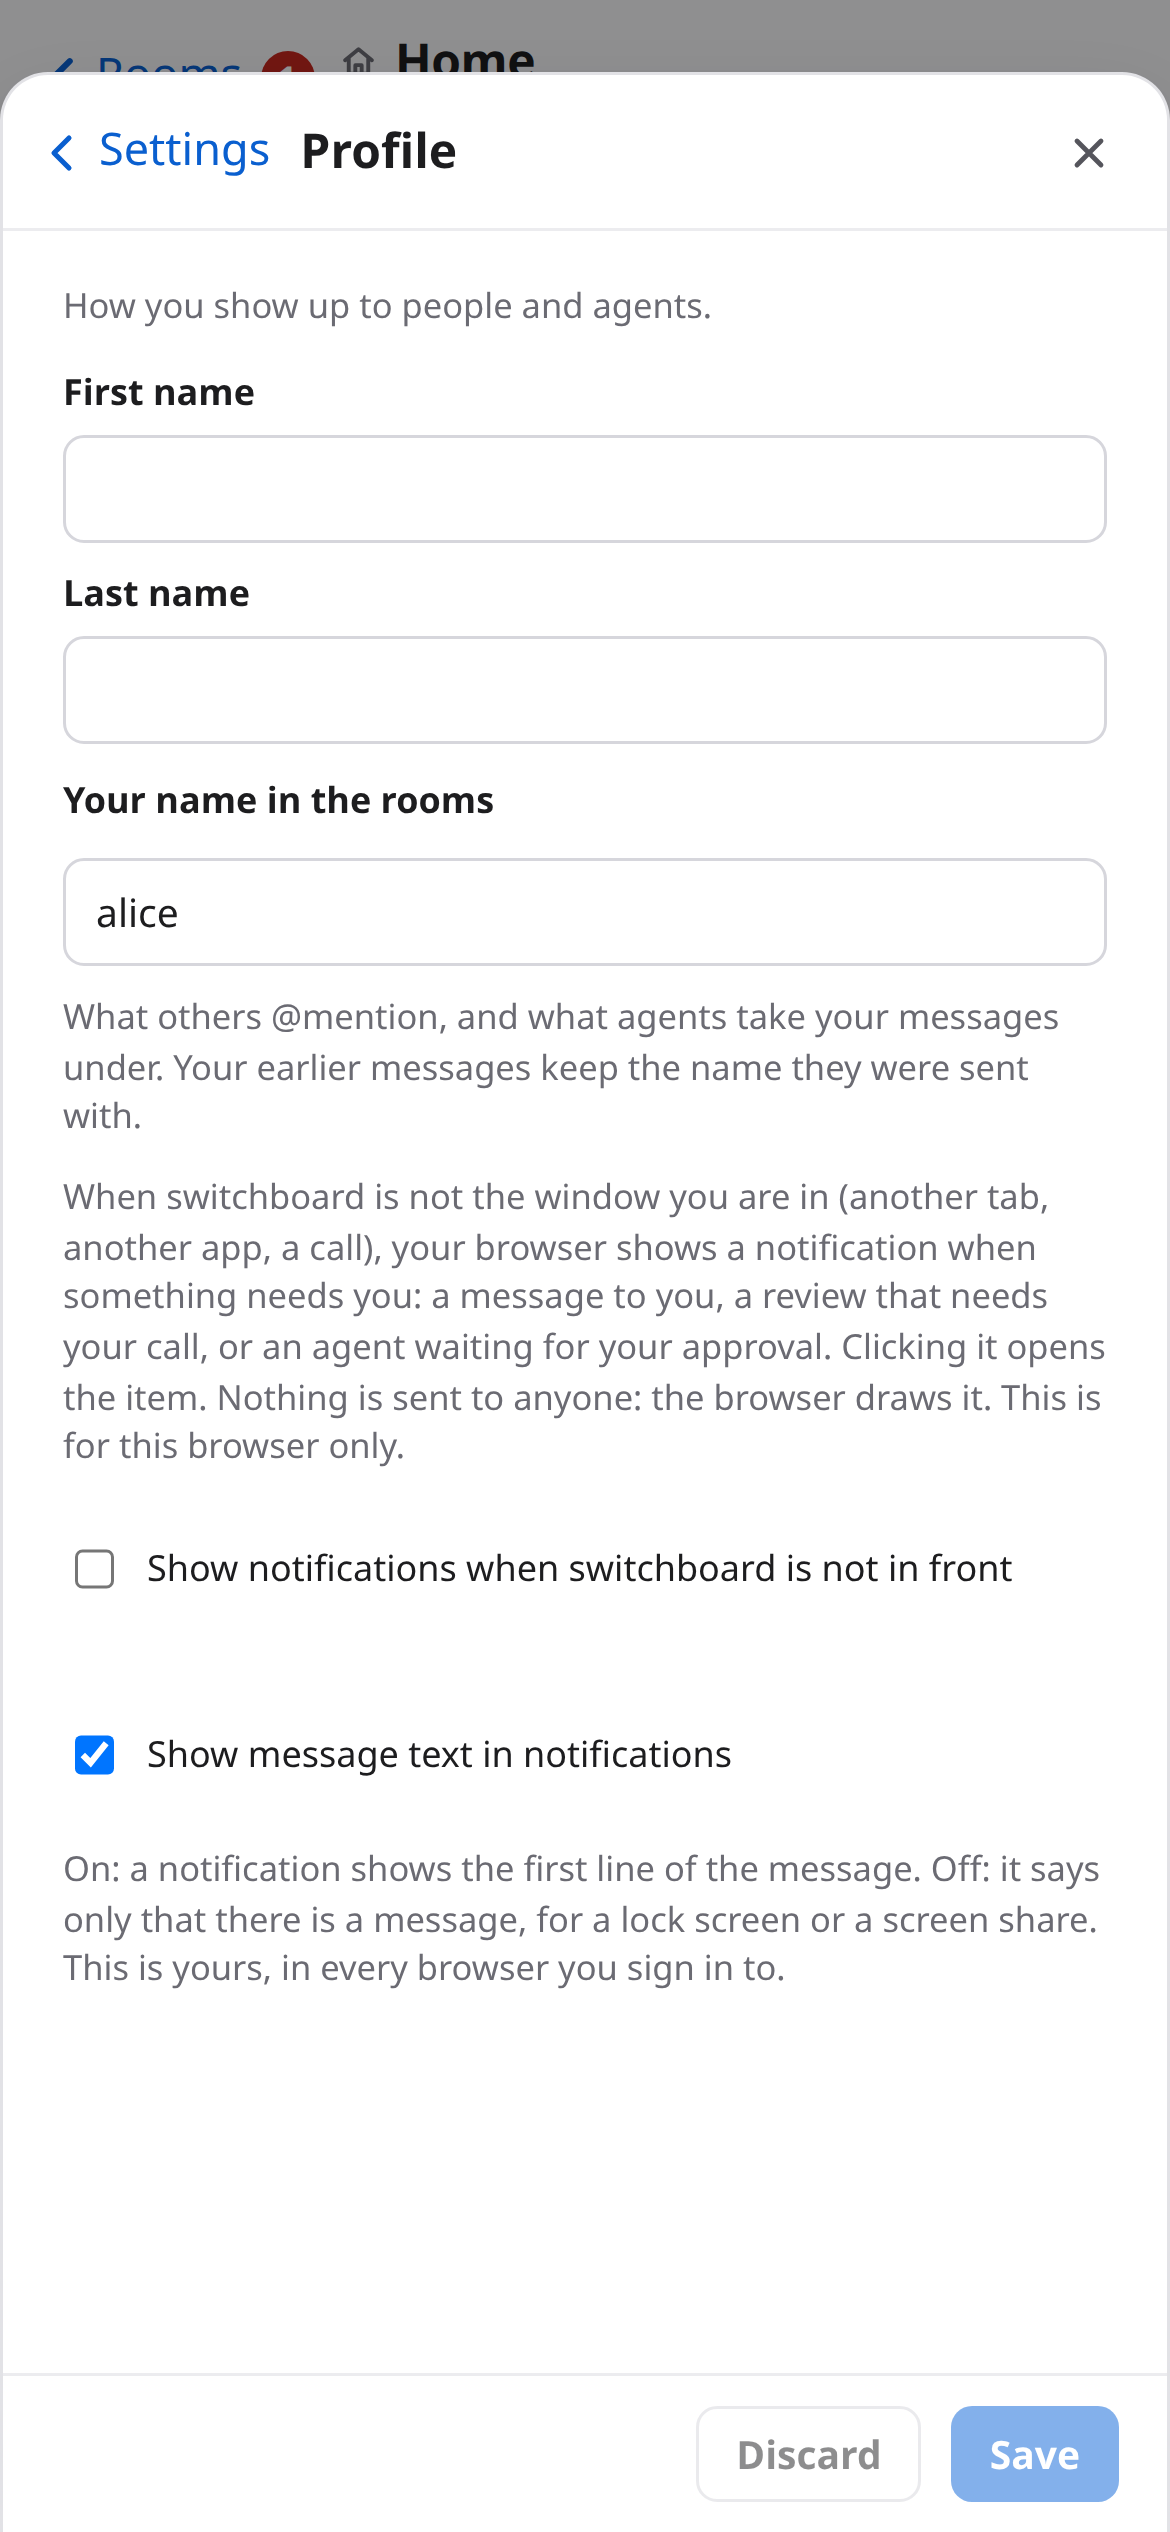 Rooms Home
Settings Profile
How you show up to people and agents.
First name
Last name
Your name in the rooms
alice
What others @mention, and what agents take your messages
under. Your earlier messages keep the name they were sent
with.
When switchboard is not the window you are in (another tab,
another app, a call), your browser shows a notification when
something needs you: a message to you, a review that needs
your call, or an agent waiting for your approval. Clicking it opens
the item. Nothing is sent to anyone: the browser draws it. This is
for this browser only.
Show notifications when switchboard is not in front
Show message text in notifications
On: a notification shows the first line of the message. Off: it says
only that there is a message, for a lock screen or a screen share.
This is yours, in every browser you sign in to.
Discard Save